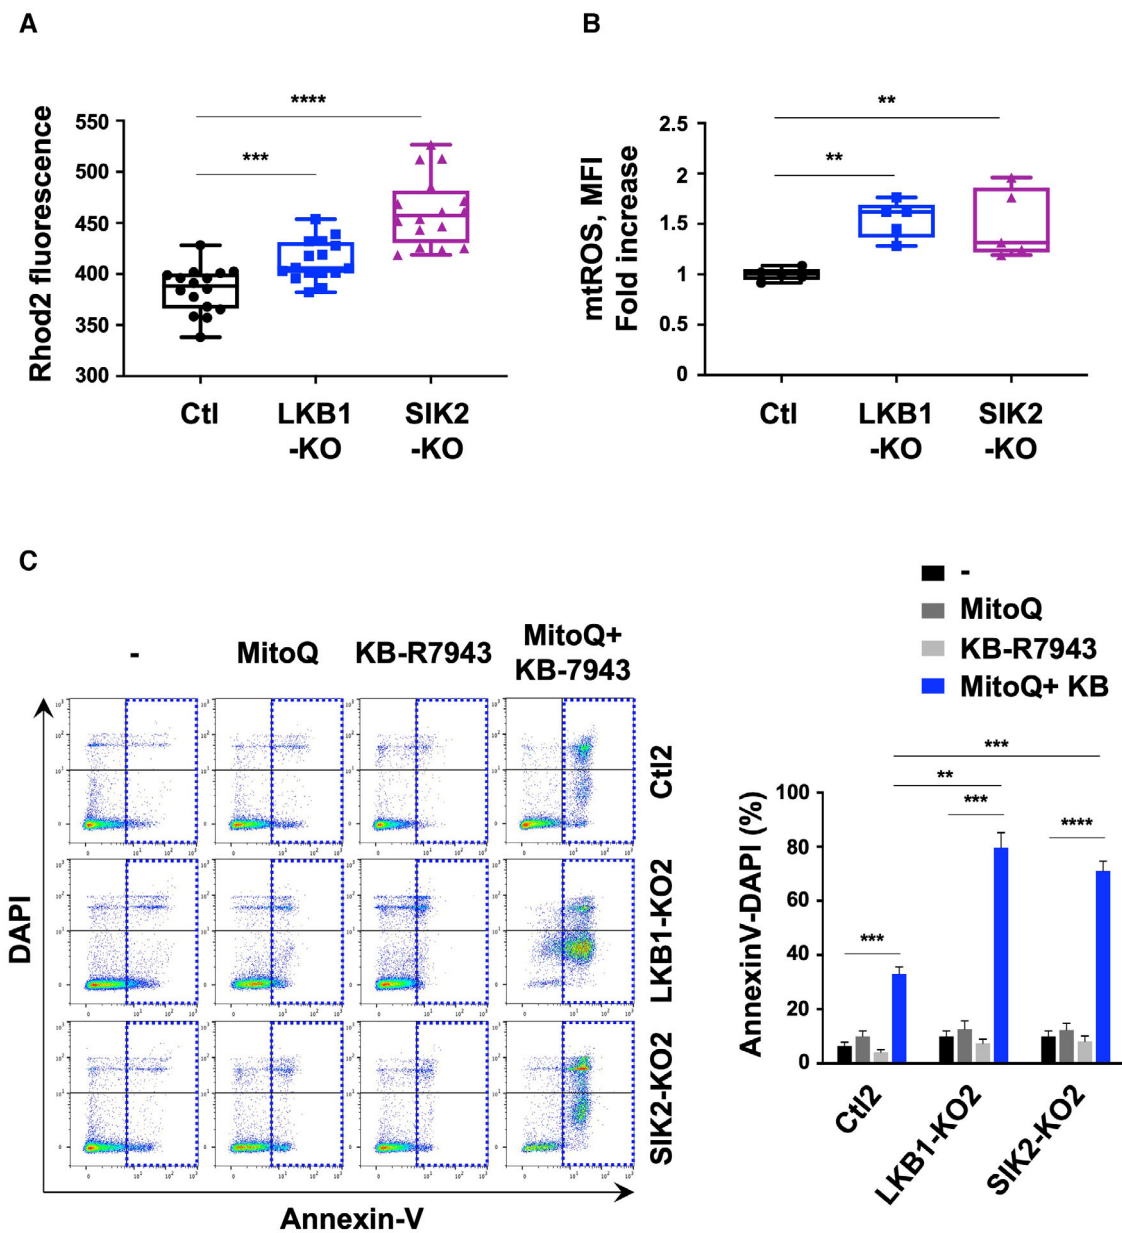 A
B
Rhod2 fluorescence
550
500
450
400
350
300
****
***
Ctl
LKB1
-KO
SIK2
-KO
mtROS, MFI
Fold increase
2.5
2
1.5
1
0.5
0
**
**
Ctl
LKB1
-KO
SIK2
-KO
C
-
MitoQ
KB-R7943
MitoQ+
KB-7943
Ctl2
LKB1-KO2
SIK2-KO2
DAPI
Annexin-V
-
MitoQ
KB-R7943
MitoQ+ KB
AnnexinV-DAPI (%)
100
80
60
40
20
0
***
**
***
****
***
Ctl2
LKB1-KO2
SIK2-KO2